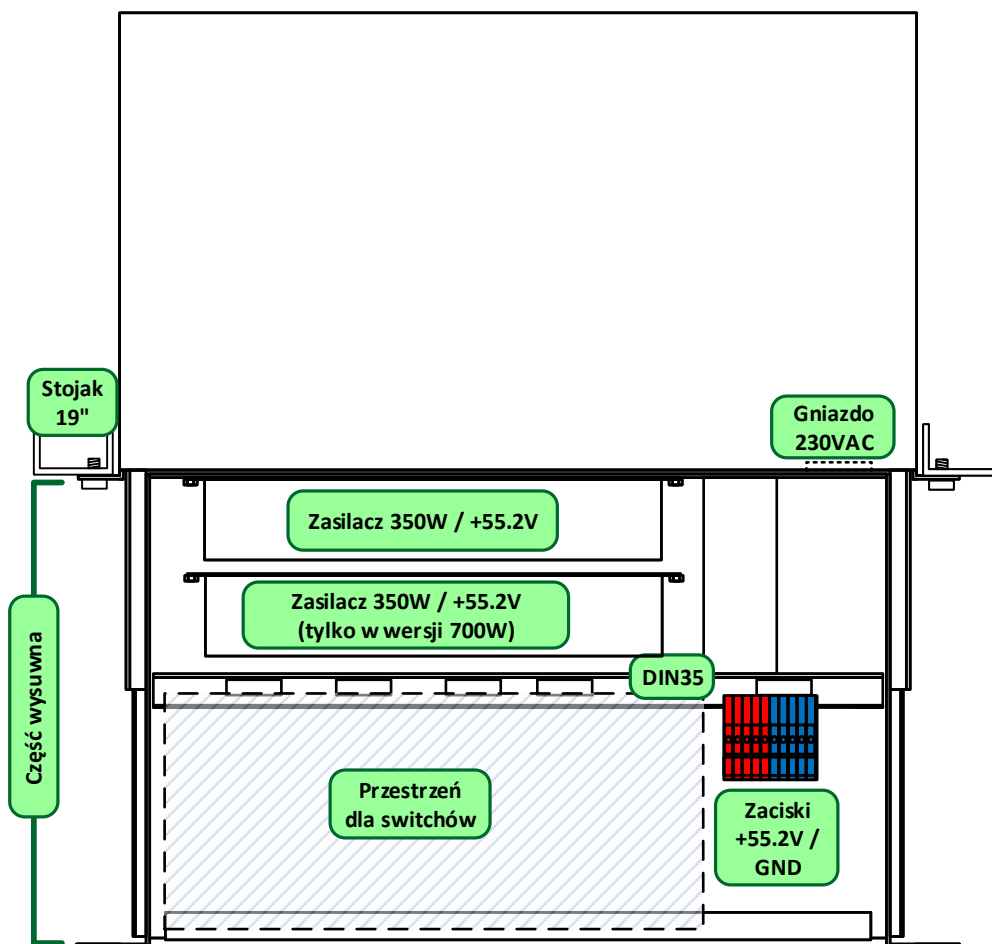 Stojak
19"
Gniazdo
230VAC
Zasilacz 350W / +55.2V
Zasilacz 350W / +55.2V
(tylko w wersji 700W)
DIN35
Część wysuwna
Przestrzeń
dla switchów
Zaciski
+55.2V /
GND